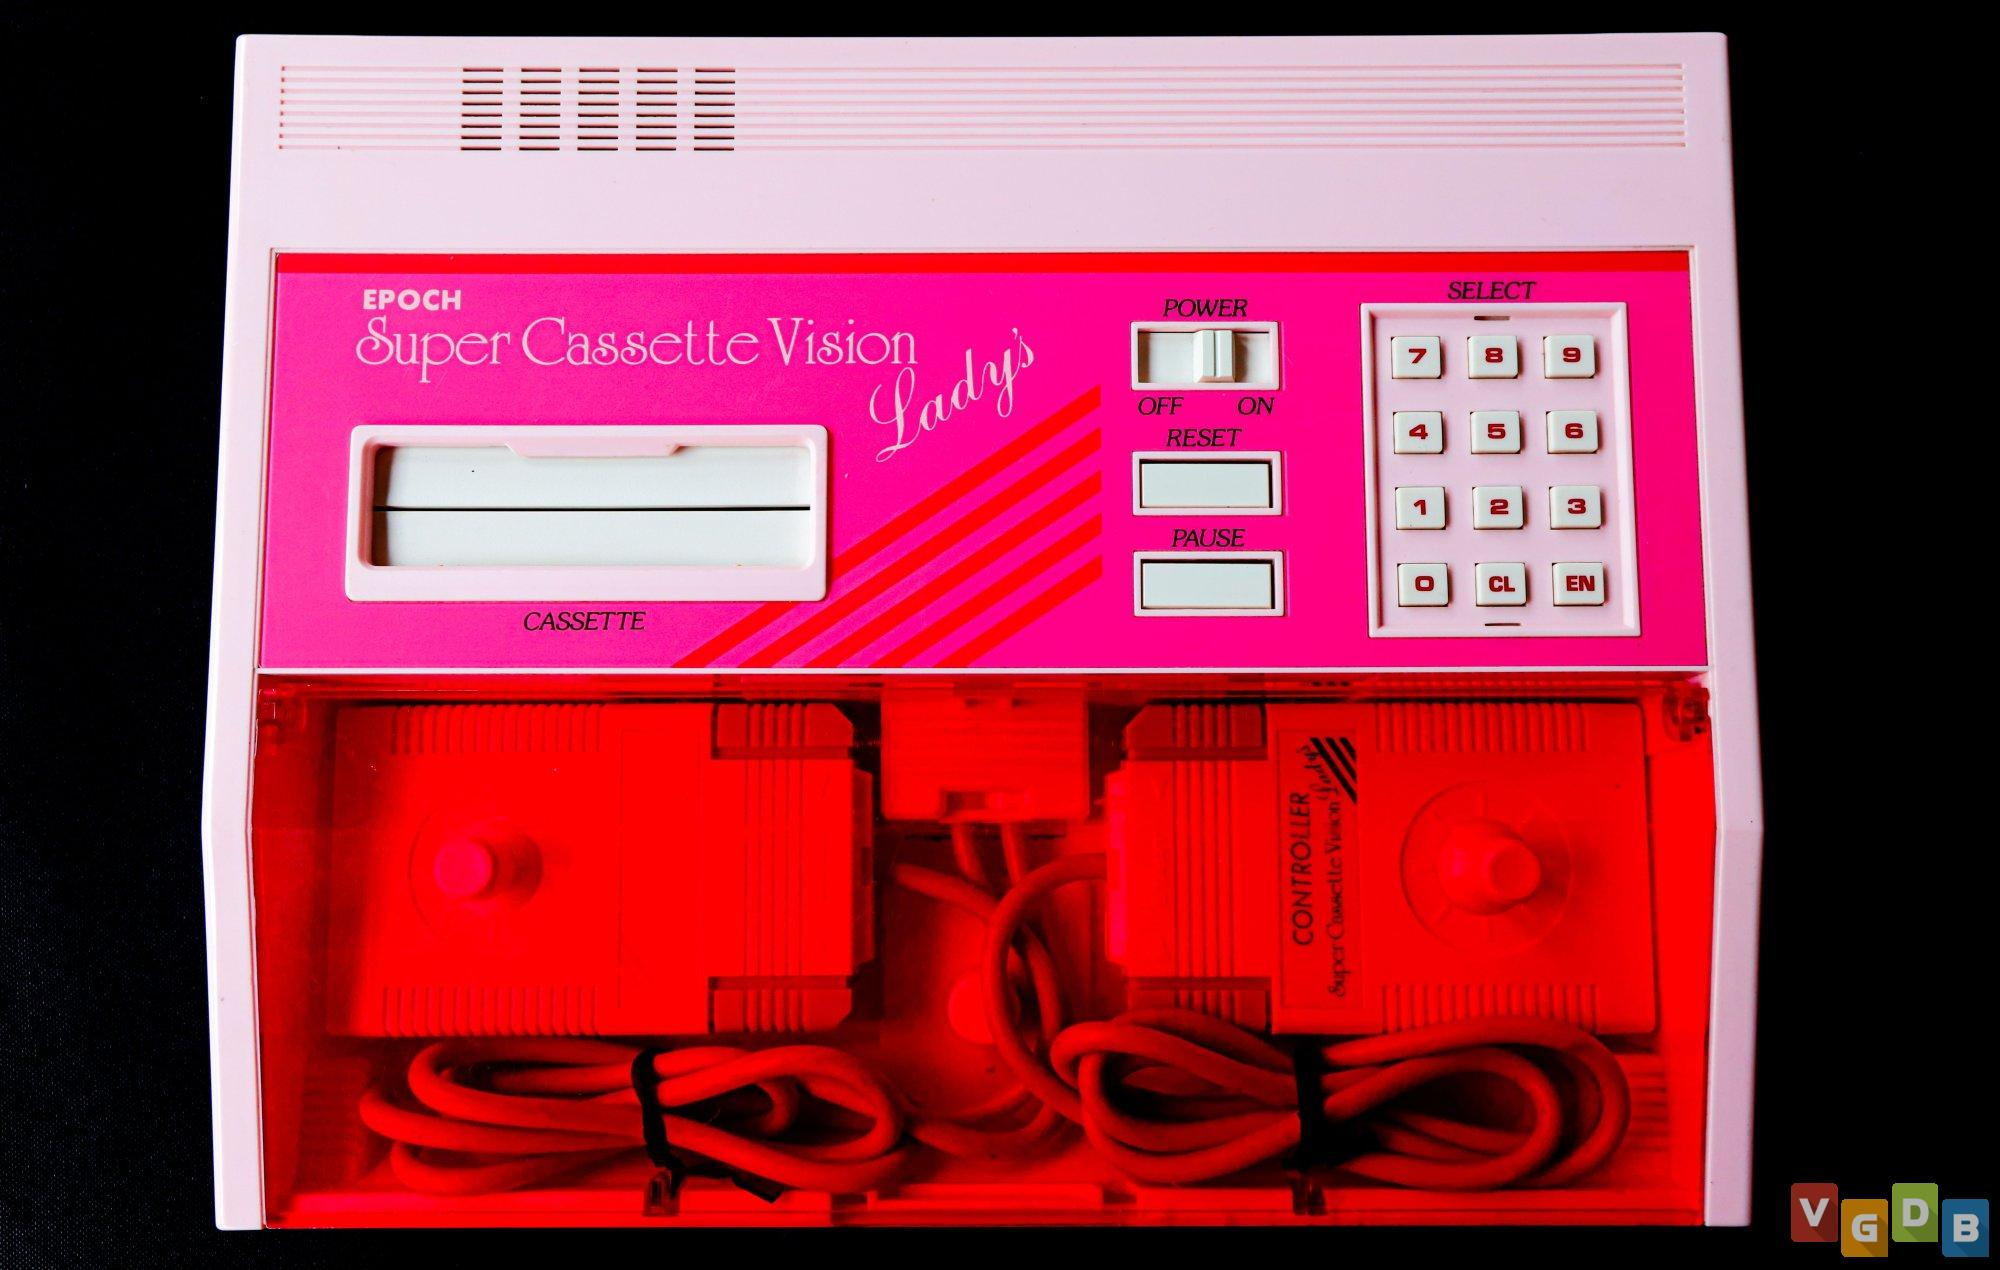 EPOCH
Super Cassette Vision
Lady's
CASSETTE
POWER
OFF ON
RESET
PAUSE
SELECT
7 8 9
4 5 6
1 2 3
0 CL EN
CONTROLLER
Super Cassette Vision Lady's
VGDB